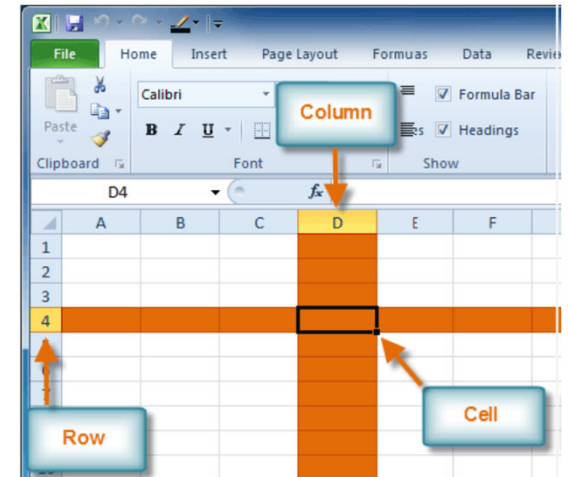 File Home Insert Page Layout Formuas Data
Calibri
Formula Bar
Paste B I U Headings
Clipboard Font Show
Column
D4 fx
A B C D E F
1
2
3
4
Cell
Row